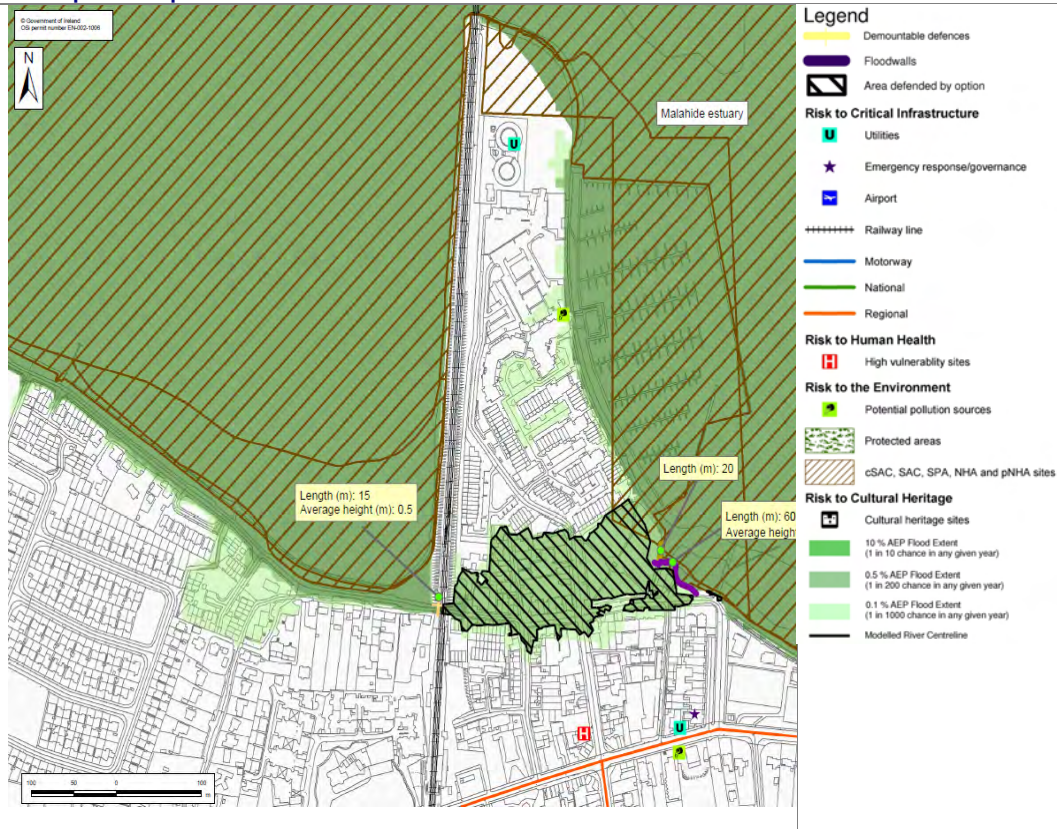 © Government of Ireland
OSi permit number EN-002-1006
N
Malahide estuary
U
Length (m): 20
Length (m): 15
Average height (m): 0.5
Length (m): 60
Average height
H
U
100 50 0 100
m
Legend
Demountable defences
Floodwalls
Area defended by option
Risk to Critical Infrastructure
U Utilities
Emergency response/governance
Airport
Railway line
Motorway
National
Regional
Risk to Human Health
H High vulnerablity sites
Risk to the Environment
Potential pollution sources
Protected areas
cSAC, SAC, SPA, NHA and pNHA sites
Risk to Cultural Heritage
Cultural heritage sites
10 % AEP Flood Extent
(1 in 10 chance in any given year)
0.5 % AEP Flood Extent
(1 in 200 chance in any given year)
0.1 % AEP Flood Extent
(1 in 1000 chance in any given year)
Modelled River Centreline